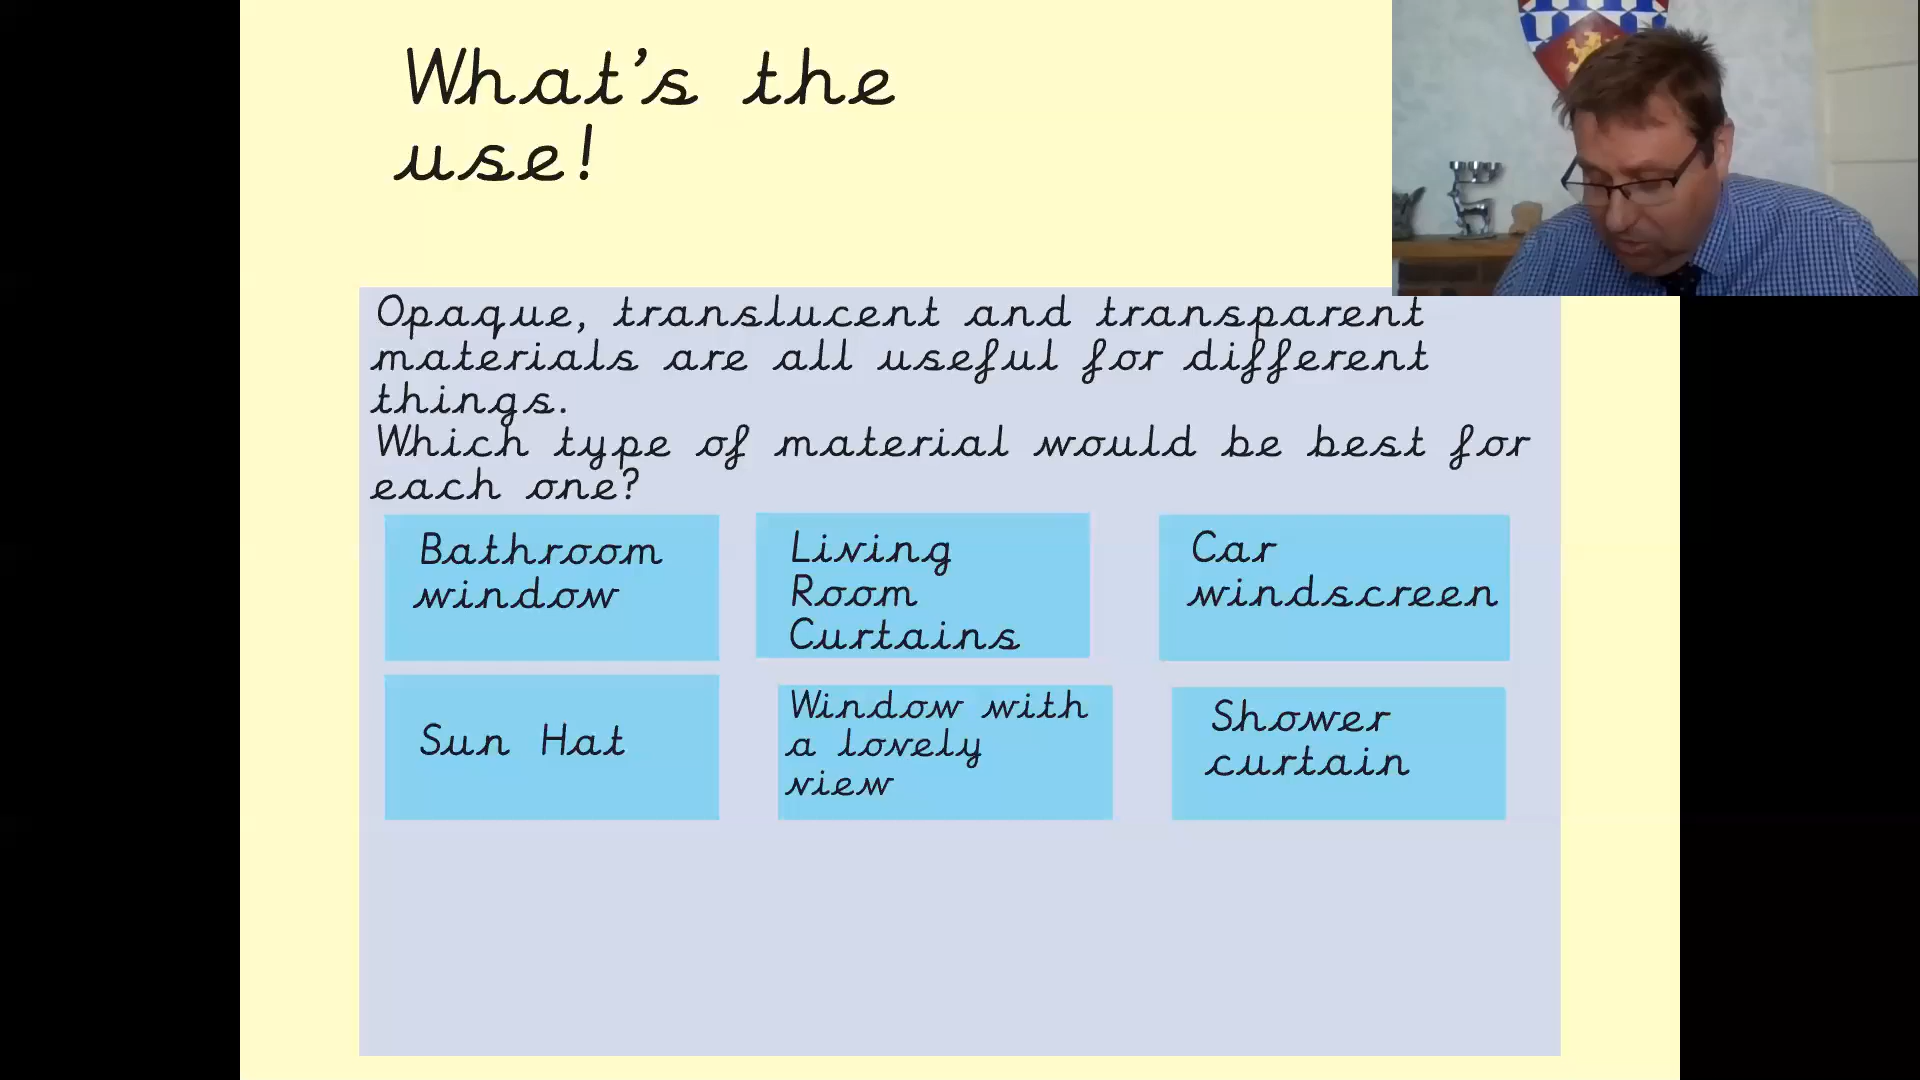 What's the
use!
Opaque, translucent and transparent
materials are all useful for different
things.
Which type of material would be best for
each one?
Bathroom
window
Living
Room
Curtains
Car
windscreen
Sun Hat
Window with
a lovely
view
Shower
curtain